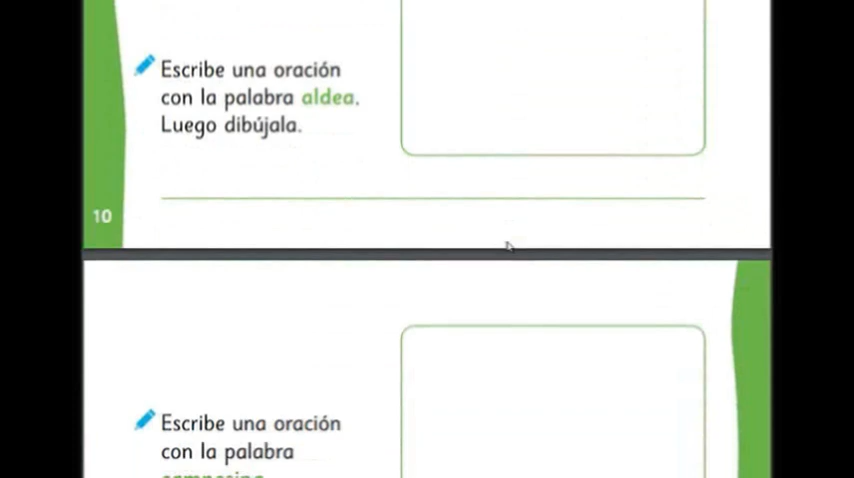 Escribe una oración
con la palabra aldea.
Luego dibújala.
10
Escribe una oración
con la palabra